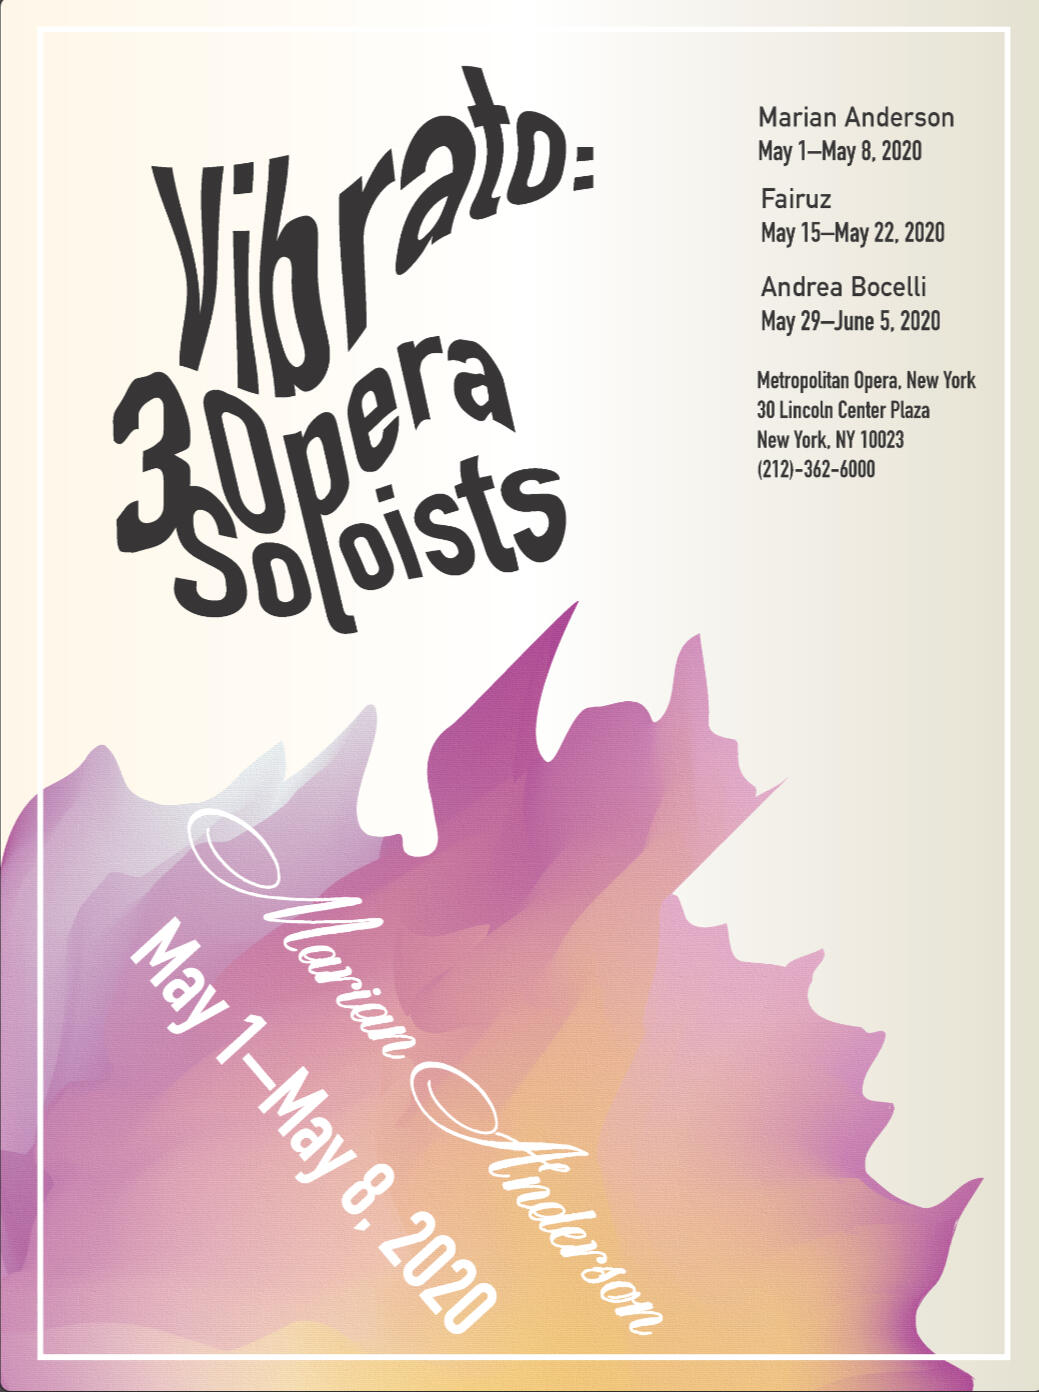 Vibrato:
3 Opera
Soloists
Marian Anderson
May 1–May 8, 2020
Fairuz
May 15–May 22, 2020
Andrea Bocelli
May 29–June 5, 2020
Metropolitan Opera, New York
30 Lincoln Center Plaza
New York, NY 10023
(212)-362-6000
Marian Anderson
May 1–May 8, 2020